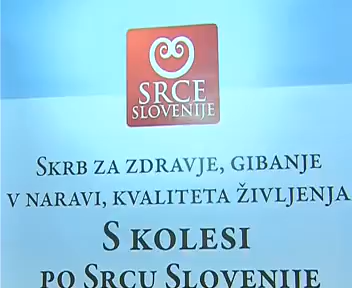 SRCE
SLOVENIJE
SKRB ZA ZDRAVJE, GIBANJE
V NARAVI, KVALITETA ŽIVLJENJA
S KOLESI
PO SRCU SLOVENIJE